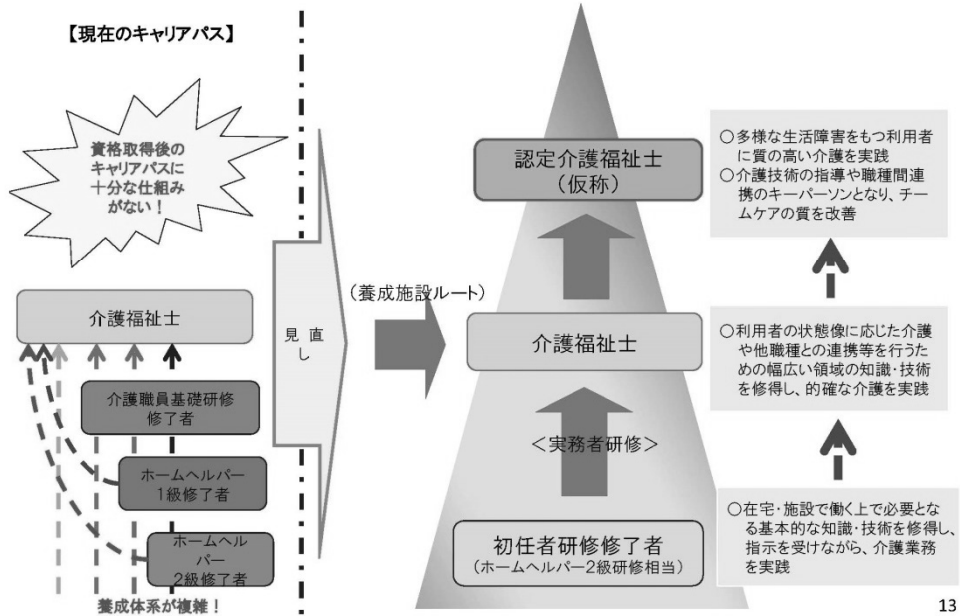 【現在のキャリアパス】
資格取得後の
キャリアパスに
十分な仕組み
がない！
介護福祉士
介護職員基礎研修
修了者
ホームヘルパー
1級修了者
ホームヘル
パー
2級修了者
養成体系が複雑！
見直
し
（養成施設ルート）
認定介護福祉士
（仮称）
介護福祉士
＜実務者研修＞
初任者研修修了者
（ホームヘルパー2級研修相当）
○多様な生活障害をもつ利用者
に質の高い介護を実践
○介護技術の指導や職種間連
携のキーパーソンとなり、チー
ムケアの質を改善
○利用者の状態像に応じた介護
や他職種との連携等を行うた
めの幅広い領域の知識・技術
を修得し、的確な介護を実践
○在宅・施設で働く上で必要とな
る基本的な知識・技術を修得し、
指示を受けながら、介護業務
を実践
13